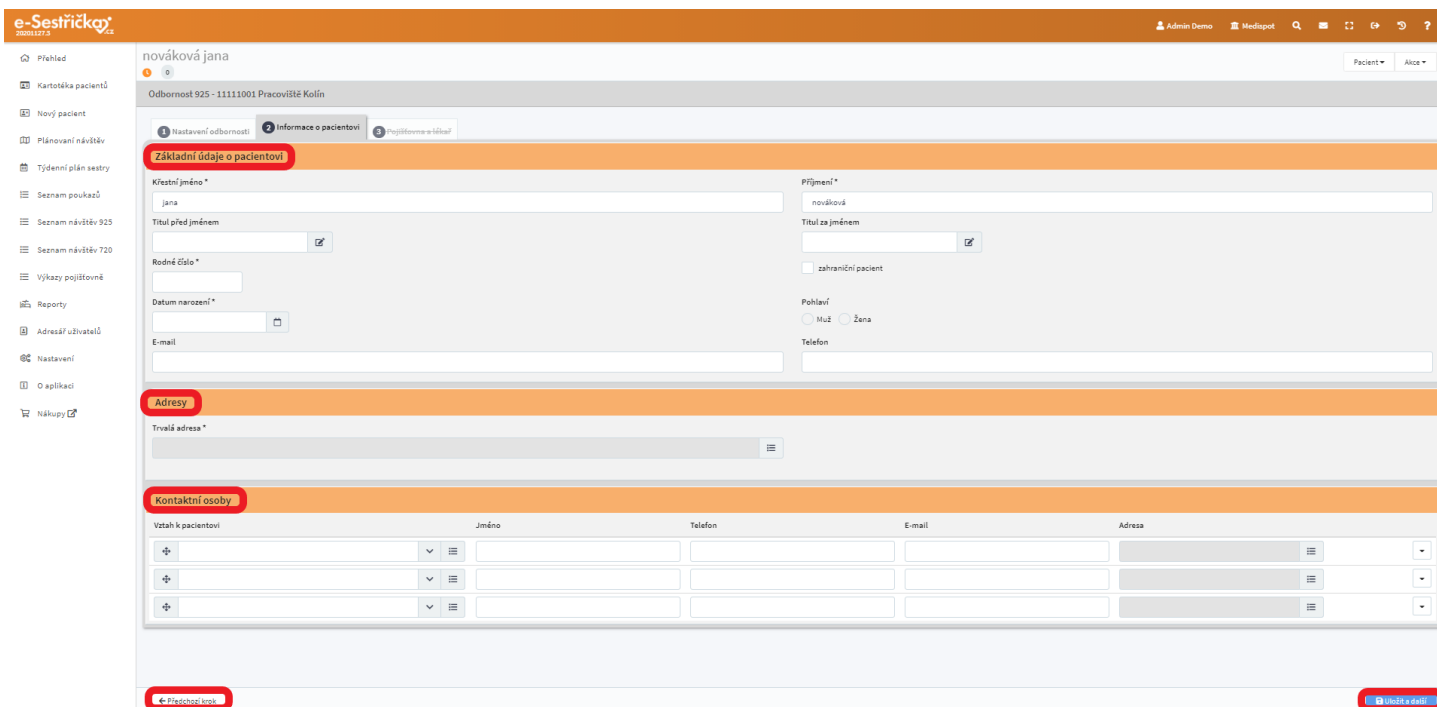 e-Sestřička.cz
20201127.3
Admin Demo Medispot
Přehled
Kartotéka pacientů
Nový pacient
Plánovaní návštěv
Týdenní plán sestry
Seznam poukazů
Seznam návštěv 925
Seznam návštěv 720
Výkazy pojišťovně
Reporty
Adresář uživatelů
Nastavení
O aplikaci
Nákupy
nováková jana
0
Pacient Akce
Odbornost 925 - 11111001 Pracoviště Kolín
1 Nastavení odbornosti 2 Informace o pacientovi 3 Pojišťovna a lékař
Základní údaje o pacientovi
Křestní jméno * Příjmení *
jana nováková
Titul před jménem Titul za jménem
Rodné číslo *
zahraniční pacient
Datum narození * Pohlaví
Muž Žena
E-mail Telefon
Adresy
Trvalá adresa *
Kontaktní osoby
Vztah k pacientovi Jméno Telefon E-mail Adresa
Předchozí krok Uložit a další